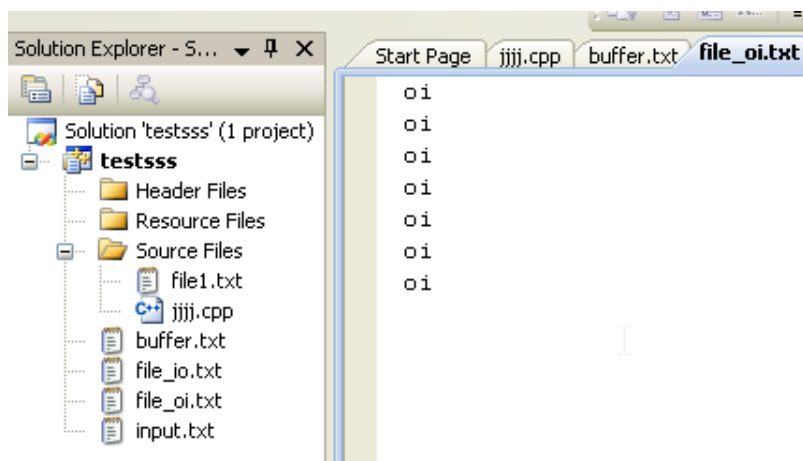 Solution Explorer - S...
Solution 'testsss' (1 project)
testsss
Header Files
Resource Files
Source Files
file1.txt
jjjj.cpp
buffer.txt
file_io.txt
file_oi.txt
input.txt
Start Page jjjj.cpp buffer.txt file_oi.txt
oi
oi
oi
oi
oi
oi
oi